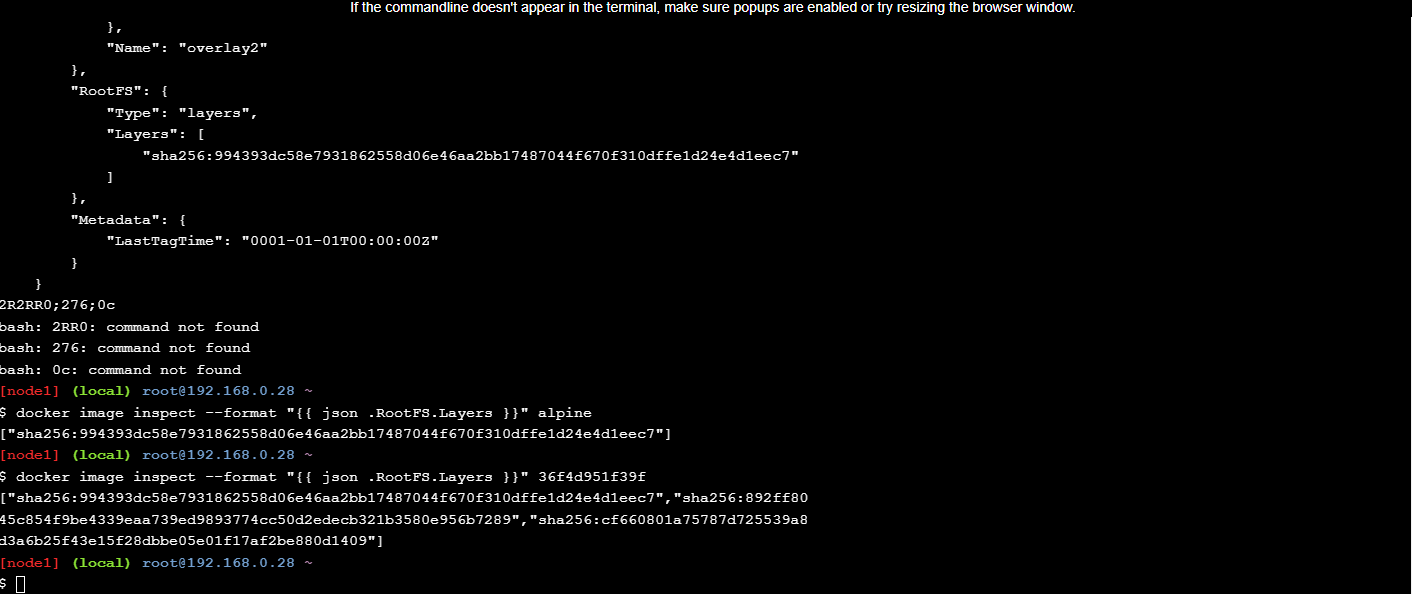 If the commandline doesn't appear in the terminal, make sure popups are enabled or try resizing the browser window.
},
"Name": "overlay2"
},
"RootFS": {
"Type": "layers",
"Layers": [
"sha256:994393dc58e7931862558d06e46aa2bb17487044f670f310dffe1d24e4d1eec7"
]
},
"Metadata": {
"LastTagTime": "0001-01-01T00:00:00Z"
}
}
2R2RR0;276;0c
bash: 2RR0: command not found
bash: 276: command not found
bash: 0c: command not found
[node1] (local) root@192.168.0.28 ~
$ docker image inspect --format "{{ json .RootFS.Layers }}" alpine
["sha256:994393dc58e7931862558d06e46aa2bb17487044f670f310dffe1d24e4d1eec7"]
[node1] (local) root@192.168.0.28 ~
$ docker image inspect --format "{{ json .RootFS.Layers }}" 36f4d951f39f
["sha256:994393dc58e7931862558d06e46aa2bb17487044f670f310dffe1d24e4d1eec7","sha256:892ff80
45c854f9be4339eaa739ed9893774cc50d2edecb321b3580e956b7289","sha256:cf660801a75787d725539a8
d3a6b25f43e15f28dbbe05e01f17af2be880d1409"]
[node1] (local) root@192.168.0.28 ~
$